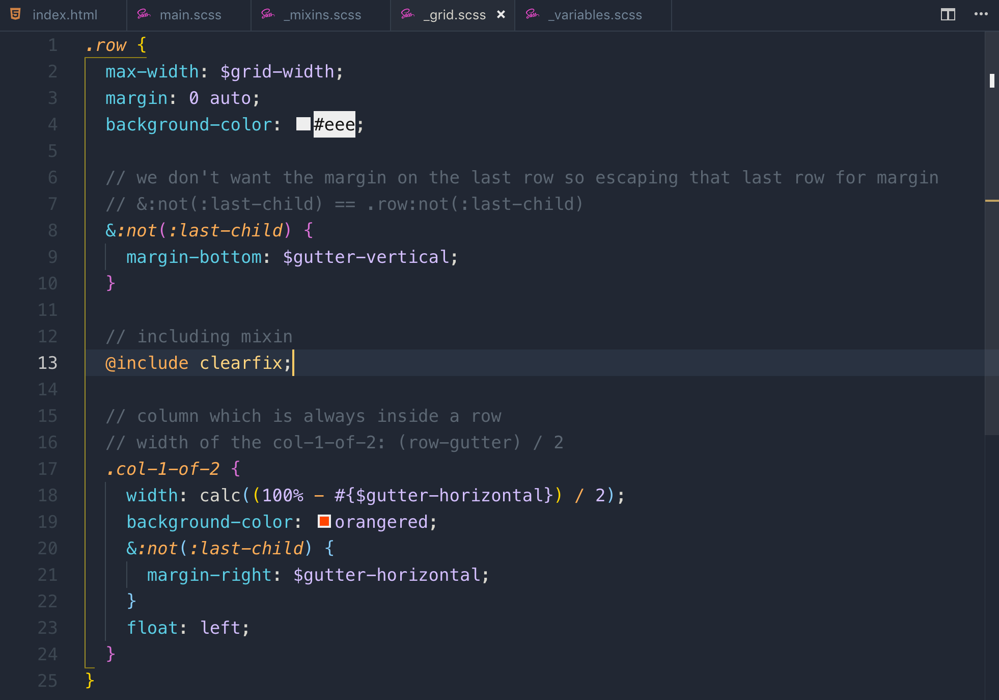 index.html main.scss _mixins.scss _grid.scss × _variables.scss ...
1 .row {
2 max-width: $grid-width;
3 margin: 0 auto;
4 background-color: #eee;
5
6 // we don't want the margin on the last row so escaping that last row for margin
7 // &:not(:last-child) == .row:not(:last-child)
8 &:not(:last-child) {
9 margin-bottom: $gutter-vertical;
10 }
11
12 // including mixin
13 @include clearfix;
14
15 // column which is always inside a row
16 // width of the col-1-of-2: (row-gutter) / 2
17 .col-1-of-2 {
18 width: calc((100% - #{$gutter-horizontal}) / 2);
19 background-color: orangered;
20 &:not(:last-child) {
21 margin-right: $gutter-horizontal;
22 }
23 float: left;
24 }
25 }